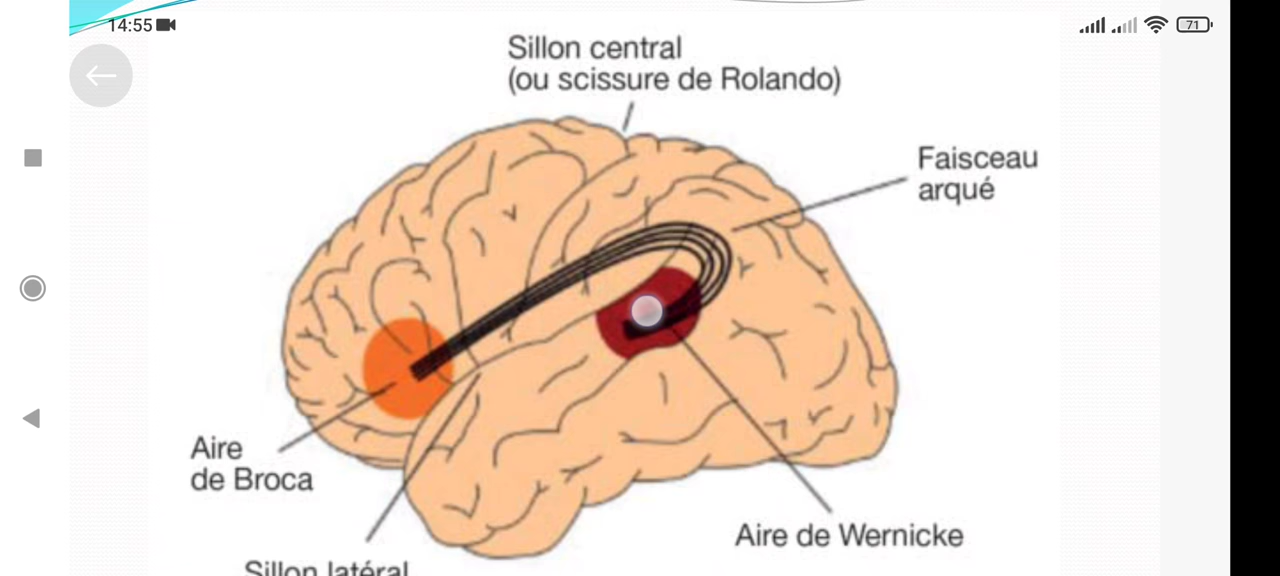 14:55
71
Sillon central
(ou scissure de Rolando)
Faisceau
arqué
Aire
de Broca
Aire de Wernicke
Sillon latéral